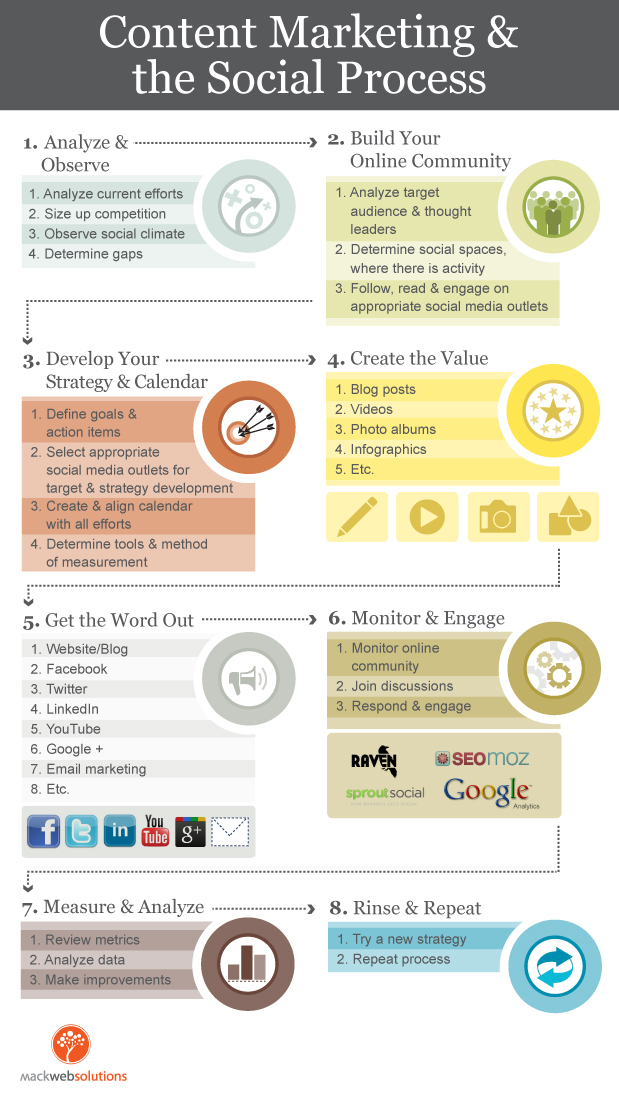 Content Marketing &
the Social Process
1. Analyze &
Observe
1. Analyze current efforts
2. Size up competition
3. Observe social climate
4. Determine gaps
2. Build Your
Online Community
1. Analyze target
audience & thought
leaders
2. Determine social spaces,
where there is activity
3. Follow, read & engage on
appropriate social media outlets
3. Develop Your
Strategy & Calendar
1. Define goals &
action items
2. Select appropriate
social media outlets for
target & strategy development
3. Create & align calendar
with all efforts
4. Determine tools & method
of measurement
4. Create the Value
1. Blog posts
2. Videos
3. Photo albums
4. Infographics
5. Etc.
5. Get the Word Out
1. Website/Blog
2. Facebook
3. Twitter
4. LinkedIn
5. YouTube
6. Google +
7. Email marketing
8. Etc.
f
t
in
You
Tube
g+
6. Monitor & Engage
1. Monitor online
community
2. Join discussions
3. Respond & engage
RAVEN
SEOmoz
sproutsocial
Google™
Analytics
7. Measure & Analyze
1. Review metrics
2. Analyze data
3. Make improvements
8. Rinse & Repeat
1. Try a new strategy
2. Repeat process
mackwebsolutions